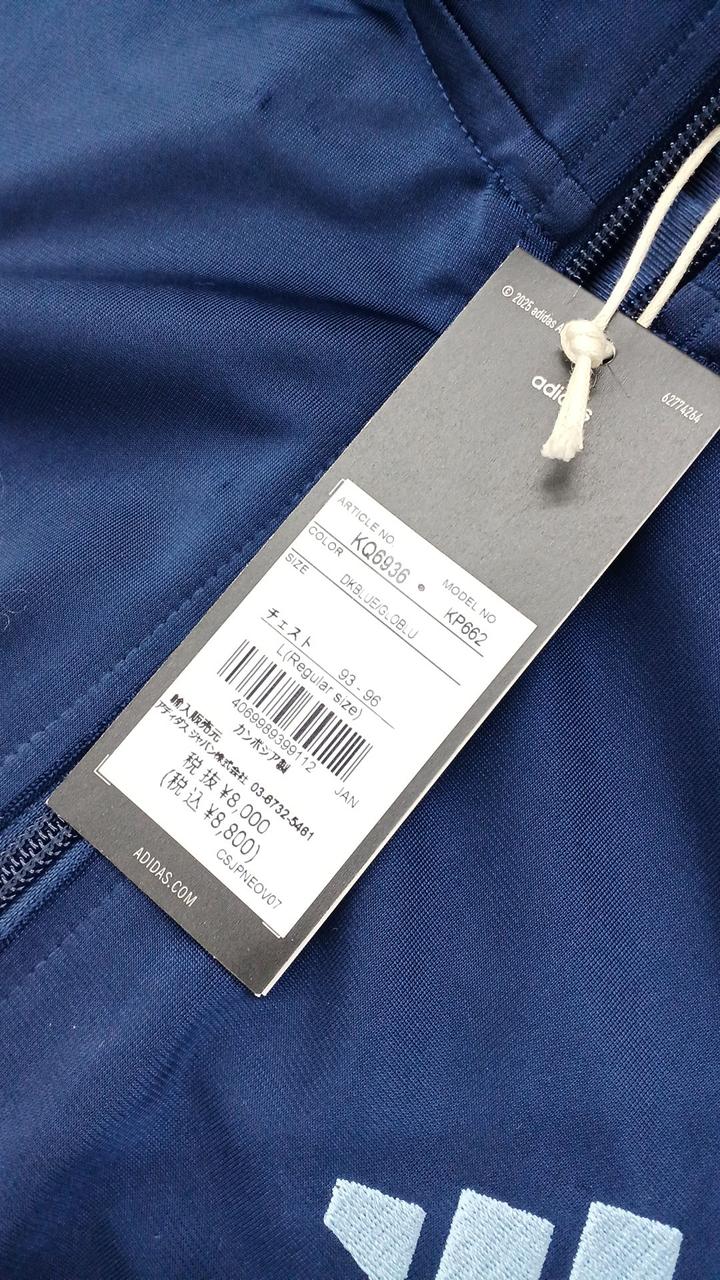 © 2025 adidas A
adidas
62774264
ARTICLE NO.
MODEL NO
KQ6936
KP662
COLOR
DKBLUE/GLOBLU
SIZE
チェスト 93 - 96
L(Regular size)
4069989399112
JAN
輸入販売元 カンボジア製
アディダス ジャパン株式会社 03-6732-5461
税抜 ¥8,000
(税込 ¥8,800)
CSJPNEOV07
ADIDAS.COM